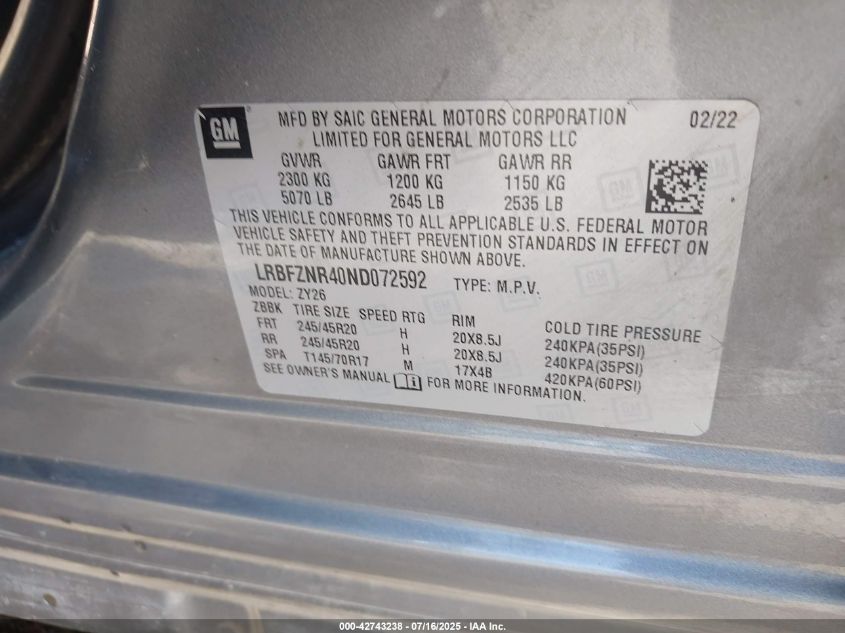 GM
MFD BY SAIC GENERAL MOTORS CORPORATION 02/22
LIMITED FOR GENERAL MOTORS LLC
GVWR GAWR FRT GAWR RR
2300 KG 1200 KG 1150 KG
5070 LB 2645 LB 2535 LB
THIS VEHICLE CONFORMS TO ALL APPLICABLE U.S. FEDERAL MOTOR
VEHICLE SAFETY AND THEFT PREVENTION STANDARDS IN EFFECT ON
THE DATE OF MANUFACTURE SHOWN ABOVE.
LRBFZNR40ND072592 TYPE: M.P.V.
MODEL: ZY26
ZBBK TIRE SIZE SPEED RTG RIM COLD TIRE PRESSURE
FRT 245/45R20 H 20X8.5J 240KPA(35PSI)
RR 245/45R20 H 20X8.5J 240KPA(35PSI)
SPA T145/70R17 M 17X4B 420KPA(60PSI)
SEE OWNER'S MANUAL FOR MORE INFORMATION.
000-42743238 - 07/16/2025 - IAA Inc.